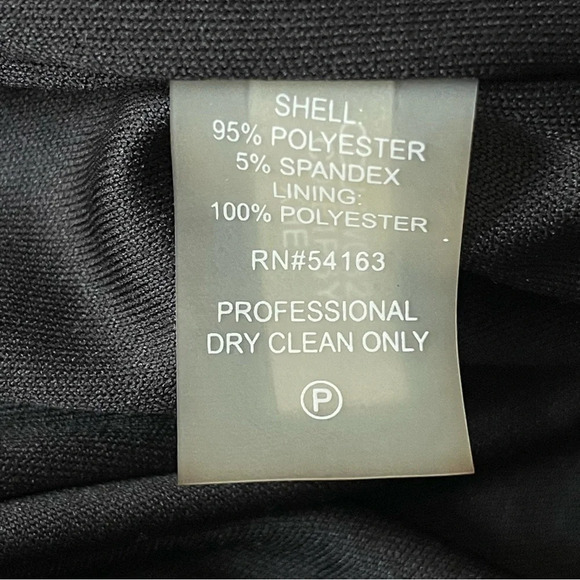 SHELL:
95% POLYESTER
5% SPANDEX
LINING:
100% POLYESTER
RN#54163
PROFESSIONAL
DRY CLEAN ONLY
P